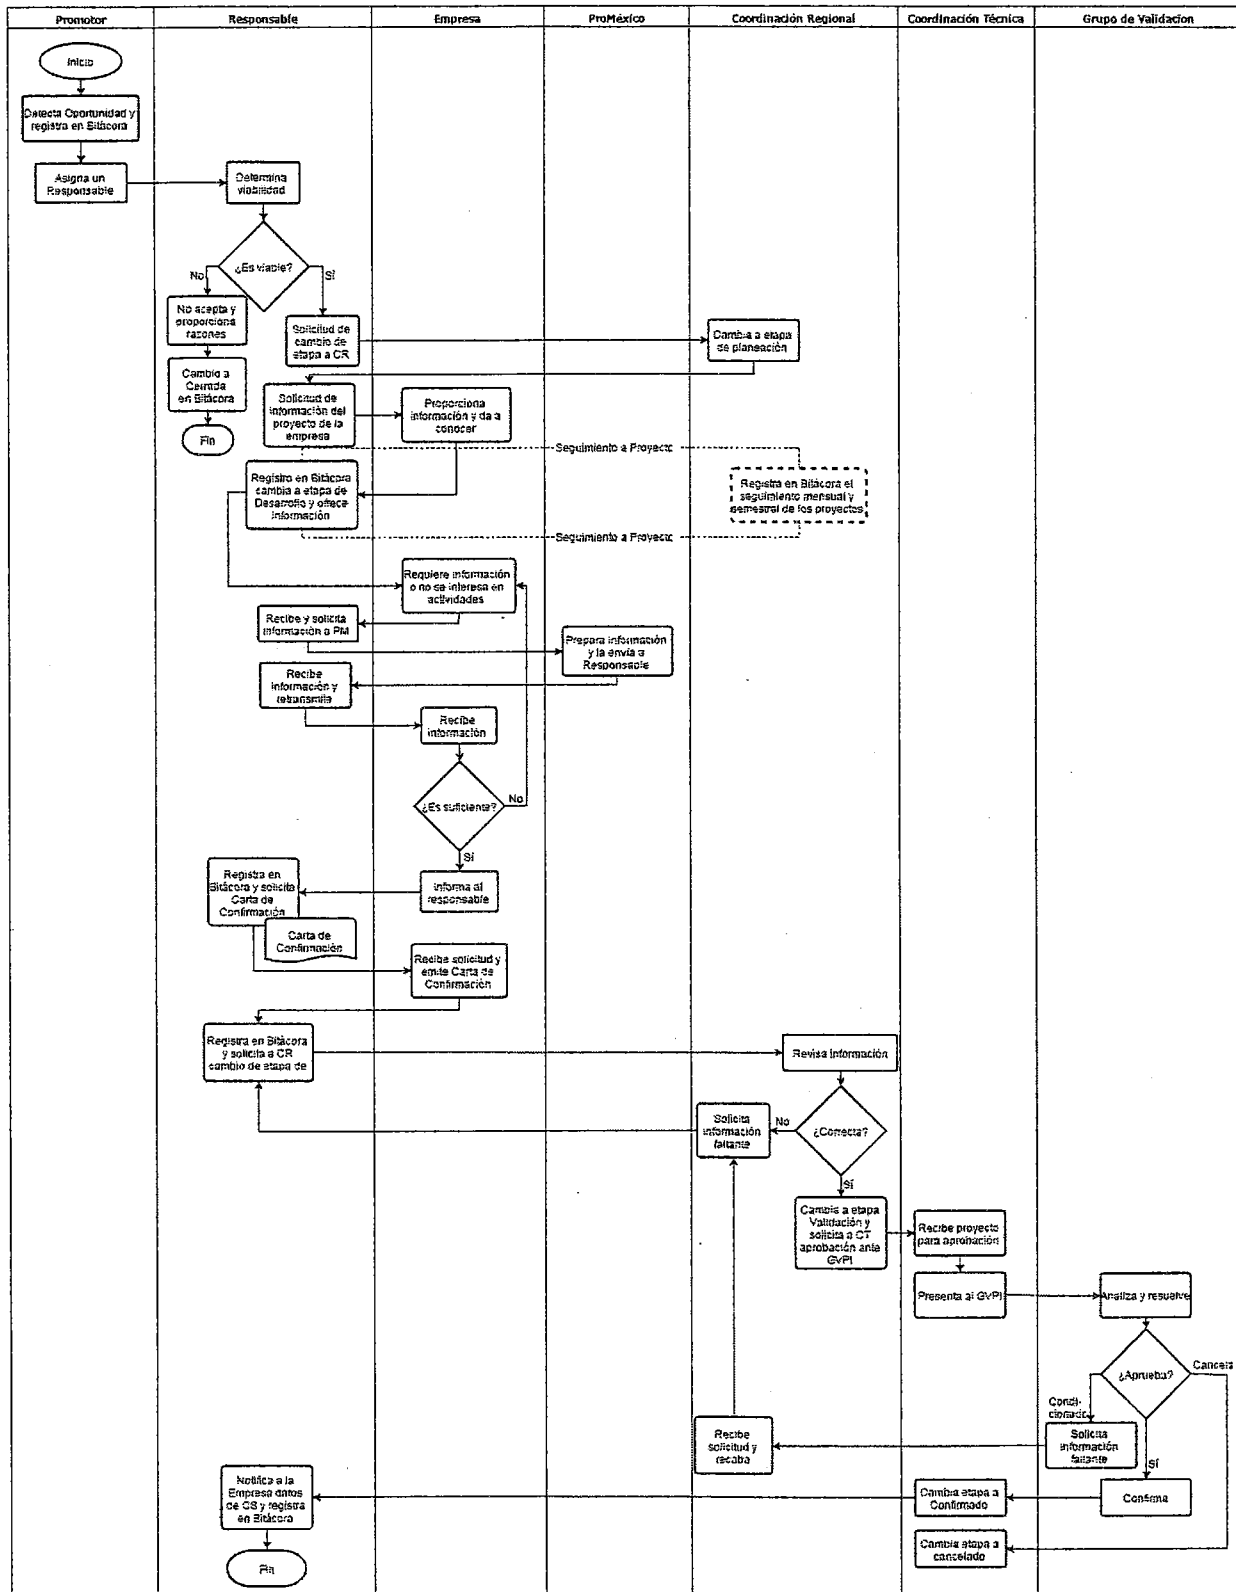 Promotor
Responsable
Empresa
ProMéxico
Coordinación Regional
Coordinación Técnica
Grupo de Validacion
Inicio
Detecta Oportunidad y
registra en Bitácora
Asigna un
Responsable
Determina
viabilidad
¿Es viable?
No
Sí
No acepta y
proporciona
razones
Solicitud de
cambio de
etapa a CR
Cambia a etapa
de planeación
Cambio a
Cerrada
en Bitácora
Fin
Solicitud de
información del
proyecto de la
empresa
Proporciona
información y da a
conocer
Seguimiento a Proyecto
Registro en Bitácora
cambia a etapa de
Desarrollo y ofrece
información
Registra en Bitácora el
seguimiento mensual y
semestral de los proyectos
Seguimiento a Proyecto
Requiere información
o no se interesa en
actividades
Recibe y solicita
información a PM
Prepara información
y la envía a
Responsable
Recibe
información y
retransmite
Recibe
información
¿Es suficiente?
No
Sí
Informa al
responsable
Registra en
Bitácora y solicita
Carta de
Confirmación
Carta de
Confirmación
Recibe solicitud y
emite Carta de
Confirmación
Registra en Bitácora
y solicita a CR
cambio de etapa de
Revisa información
¿Correcta?
No
Sí
Solicita
información
faltante
Cambia a etapa
Validación y
solicita a CT
aprobación ante
GVPI
Recibe proyecto
para aprobación
Presenta al GVPI
Analiza y resuelve
¿Aprueba?
Cancela
Condi-
cionado
Sí
Solicita
información
faltante
Recibe
solicitud y
recaba
Confirma
Cambia etapa a
Confirmado
Notifica a la
Empresa datos
de CS y registra
en Bitácora
Cambia etapa a
cancelado
Fin